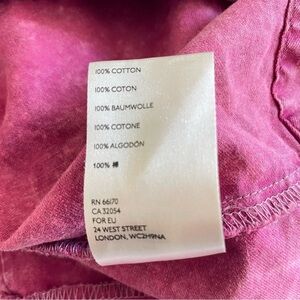 100% COTTON
100% COTON
100% BAUMWOLLE
100% COTONE
100% ALGODÓN
100% 棉
RN 66170
CA 32054
FOR EU
24 WEST STREET
LONDON, WC2H9NA